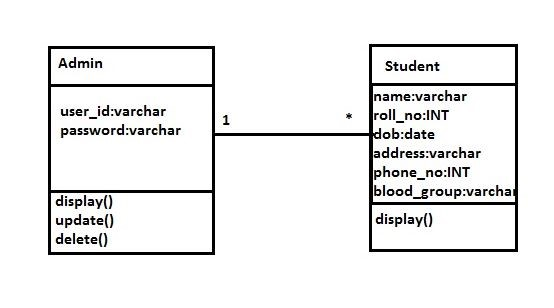 Admin
user_id:varchar
password:varchar
display()
update()
delete()
1
*
Student
name:varchar
roll_no:INT
dob:date
address:varchar
phone_no:INT
blood_group:varchar
display()